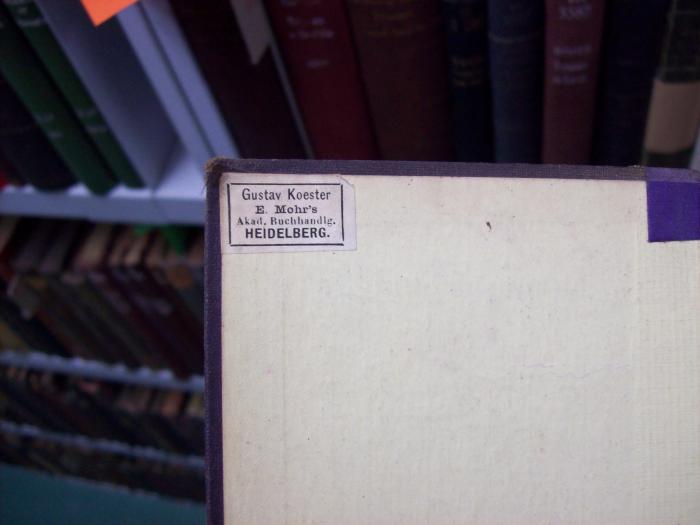 Gustav Koester
E. Mohr's
Akad. Buchhandlg.
HEIDELBERG.